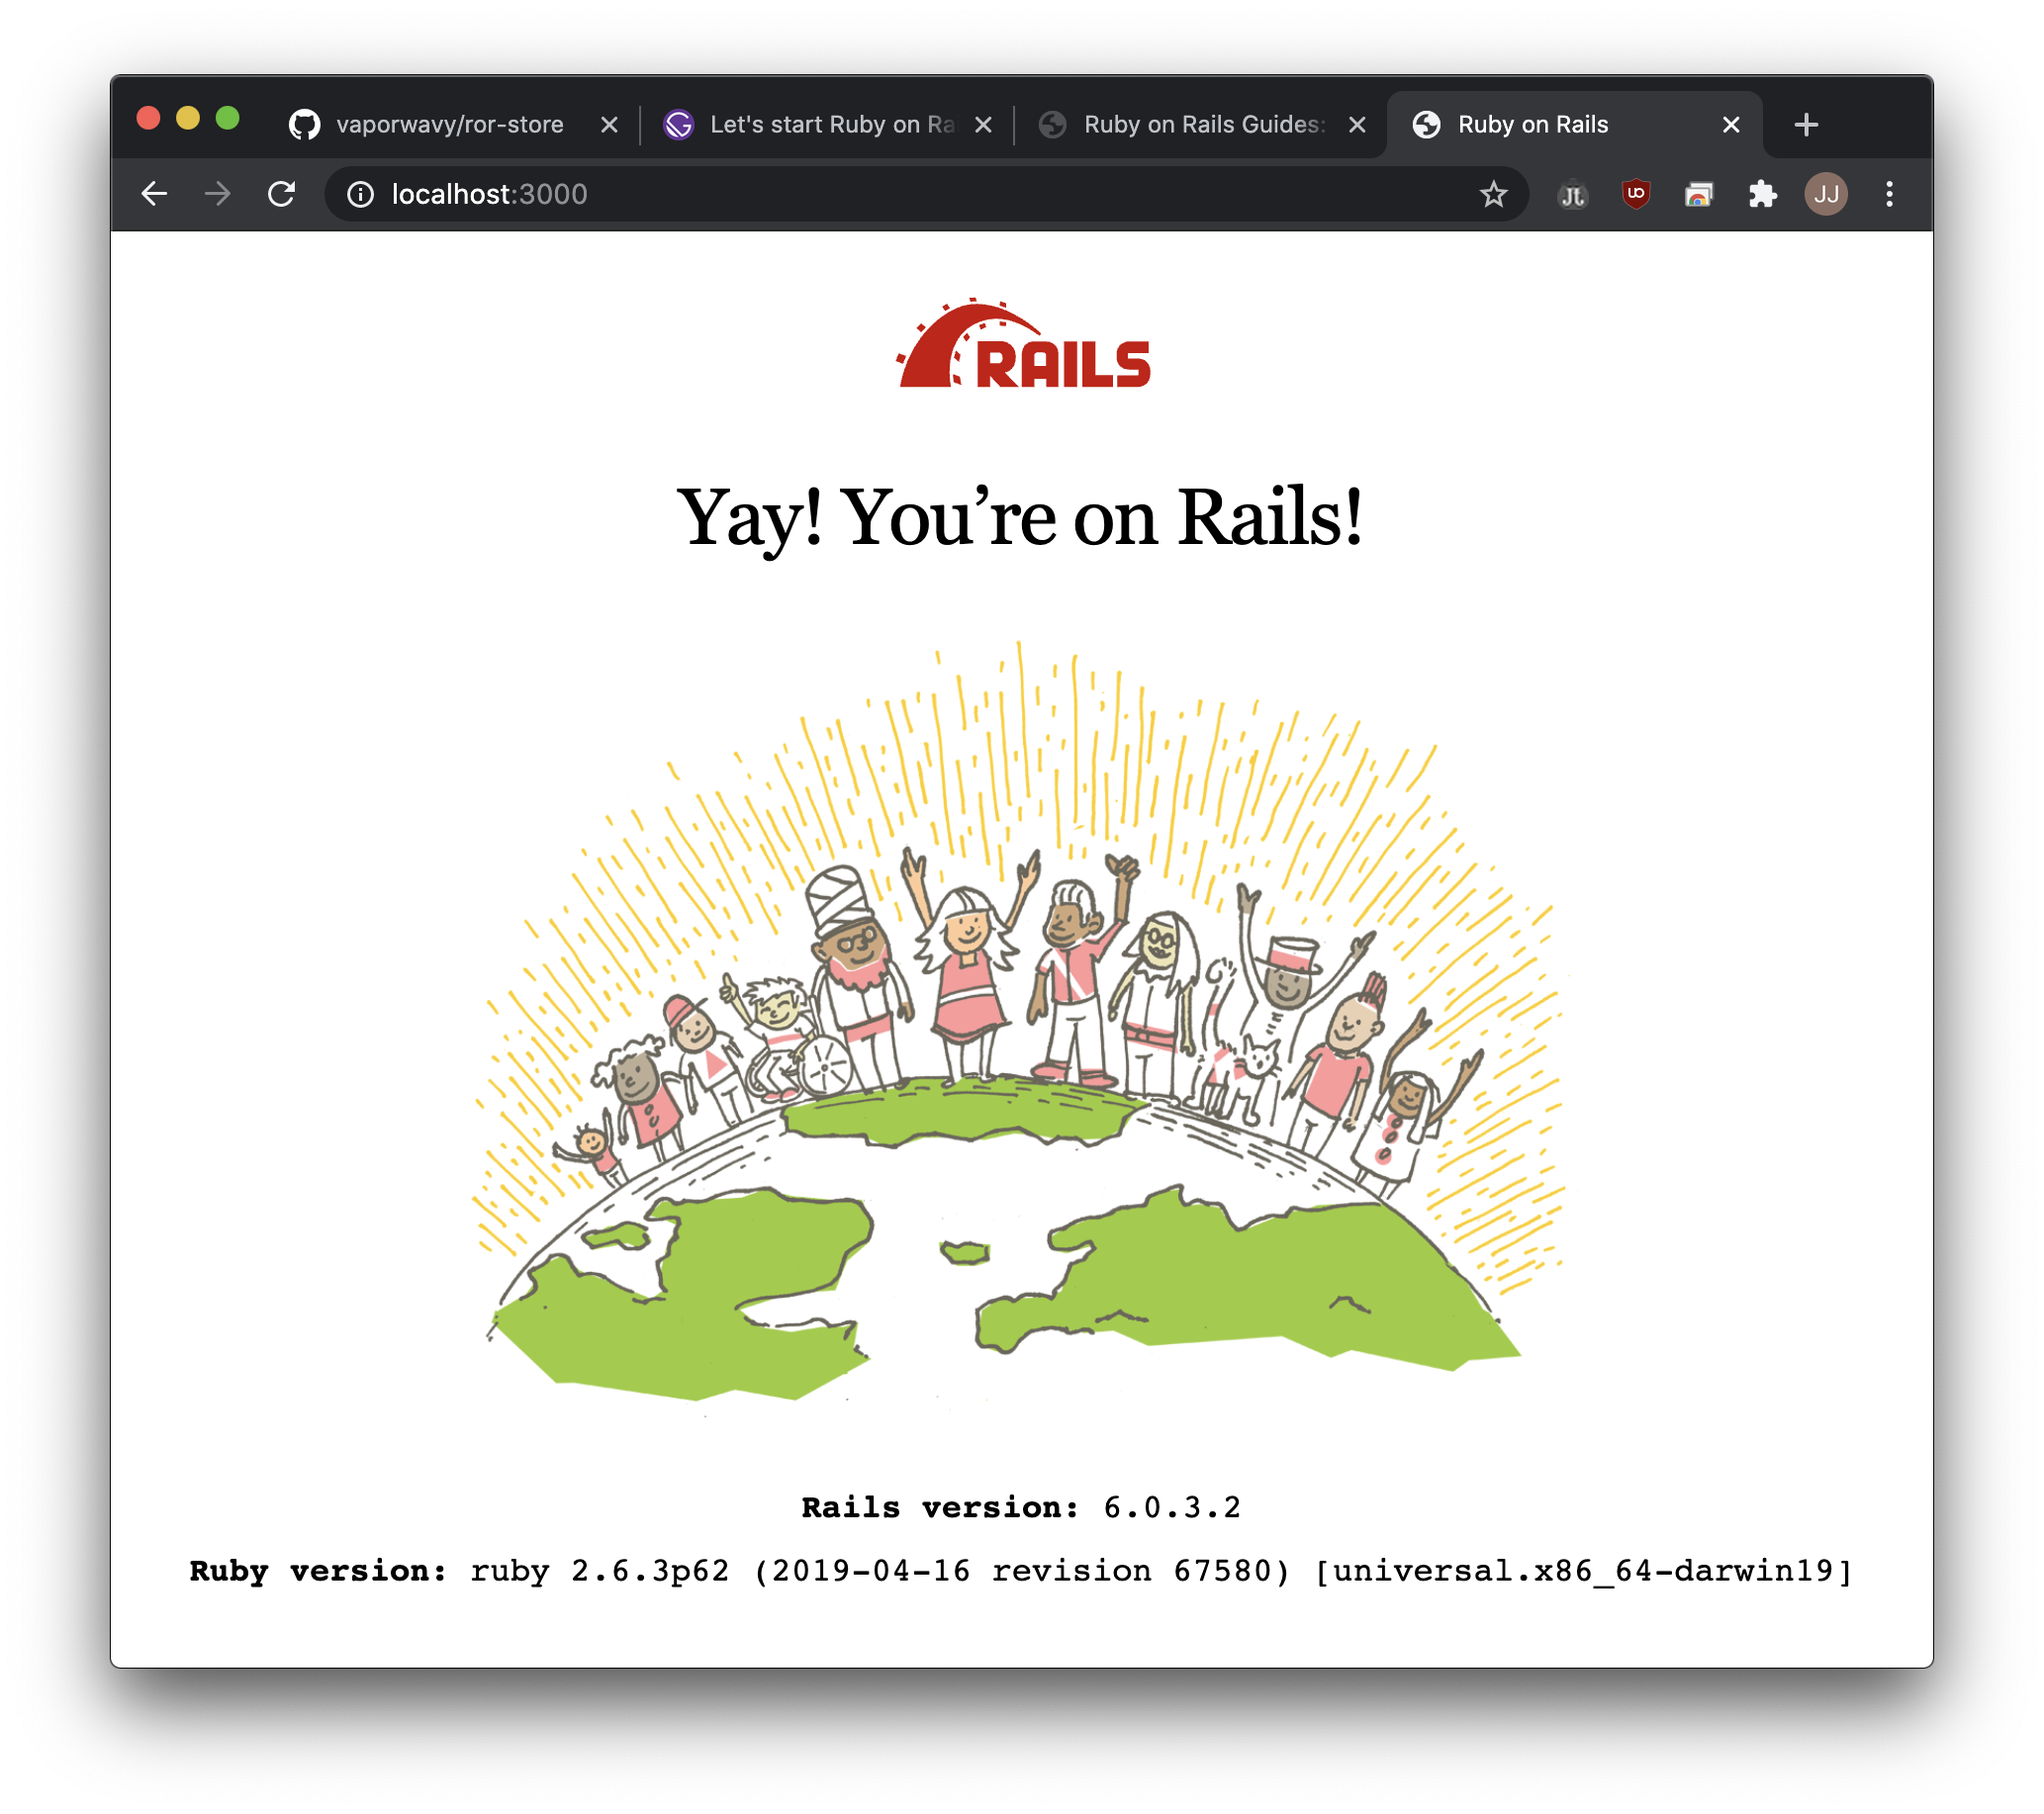 vaporwavy/ror-store
Let's start Ruby on Ra
Ruby on Rails Guides:
Ruby on Rails
localhost:3000
Jt
JJ
RAILS
Yay! You’re on Rails!
Rails version: 6.0.3.2
Ruby version: ruby 2.6.3p62 (2019-04-16 revision 67580) [universal.x86_64-darwin19]